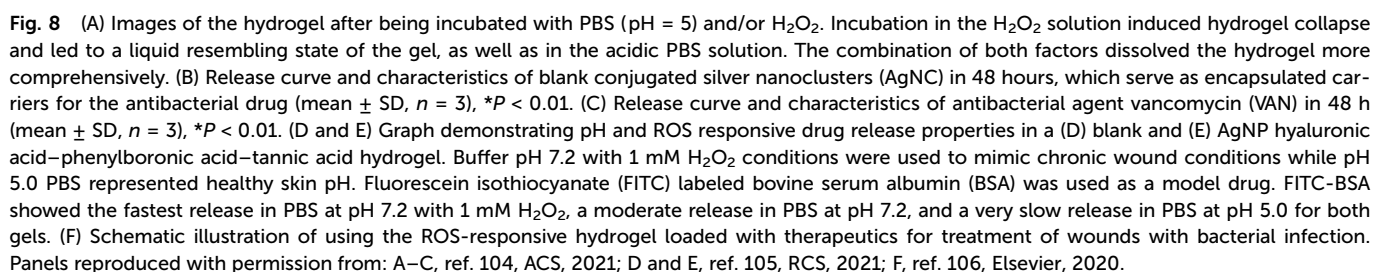 Fig. 8 (A) Images of the hydrogel after being incubated with PBS (pH = 5) and/or H₂O₂. Incubation in the H₂O₂ solution induced hydrogel collapse
and led to a liquid resembling state of the gel, as well as in the acidic PBS solution. The combination of both factors dissolved the hydrogel more
comprehensively. (B) Release curve and characteristics of blank conjugated silver nanoclusters (AgNC) in 48 hours, which serve as encapsulated car-
riers for the antibacterial drug (mean ± SD, n = 3), *P < 0.01. (C) Release curve and characteristics of antibacterial agent vancomycin (VAN) in 48 h
(mean ± SD, n = 3), *P < 0.01. (D and E) Graph demonstrating pH and ROS responsive drug release properties in a (D) blank and (E) AgNP hyaluronic
acid–phenylboronic acid–tannic acid hydrogel. Buffer pH 7.2 with 1 mM H₂O₂ conditions were used to mimic chronic wound conditions while pH
5.0 PBS represented healthy skin pH. Fluorescein isothiocyanate (FITC) labeled bovine serum albumin (BSA) was used as a model drug. FITC-BSA
showed the fastest release in PBS at pH 7.2 with 1 mM H₂O₂, a moderate release in PBS at pH 7.2, and a very slow release in PBS at pH 5.0 for both
gels. (F) Schematic illustration of using the ROS-responsive hydrogel loaded with therapeutics for treatment of wounds with bacterial infection.
Panels reproduced with permission from: A–C, ref. 104, ACS, 2021; D and E, ref. 105, RCS, 2021; F, ref. 106, Elsevier, 2020.